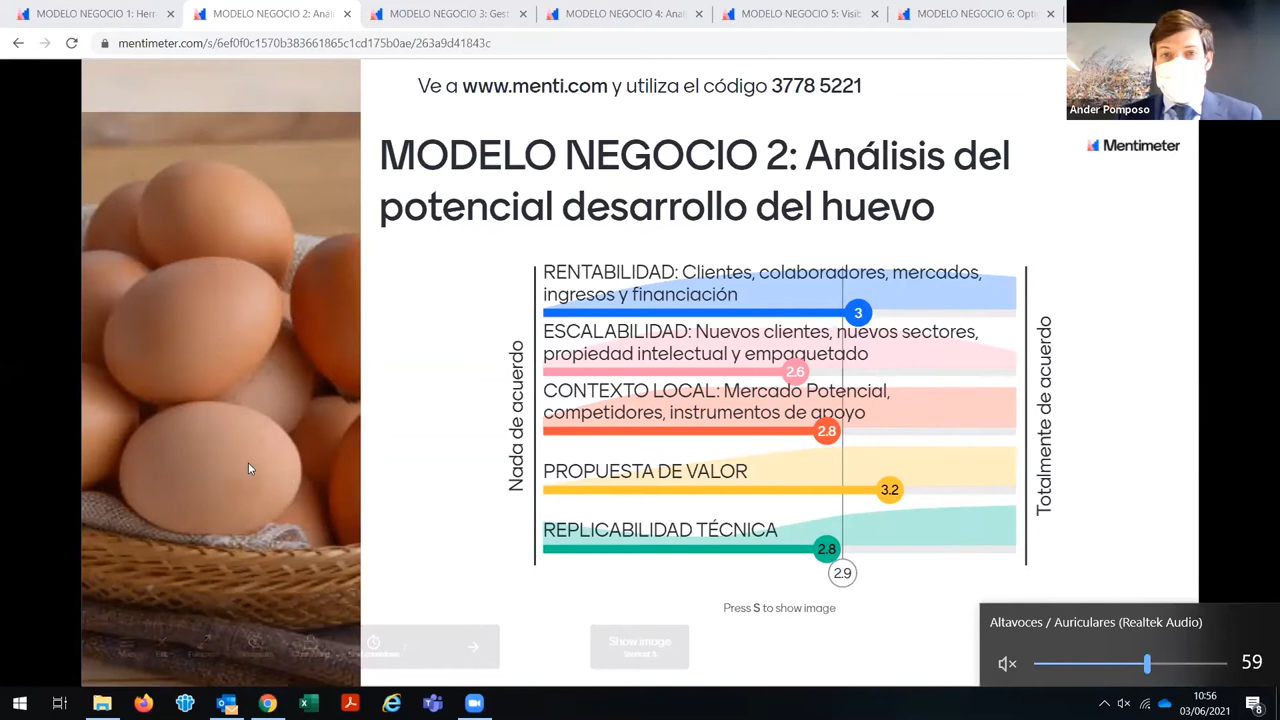 MODELO NEGOCIO 1: Her
MODELO NEGOCIO 2: Anál
MODELO NEGOCIO 3: Gest
MODELO NEGOCIO 4: Anal
MODELO NEGOCIO 5: Visib
MODELO NEGOCIO 6: Opti
mentimeter.com/s/6ef0f0c1570b383661865c1cd175b0ae/263a9d41843c
Ander Pomposo
Ve a www.menti.com y utiliza el código 3778 5221
Mentimeter
MODELO NEGOCIO 2: Análisis del
potencial desarrollo del huevo
Nada de acuerdo
RENTABILIDAD: Clientes, colaboradores, mercados,
ingresos y financiación
3
ESCALABILIDAD: Nuevos clientes, nuevos sectores,
propiedad intelectual y empaquetado
2.6
CONTEXTO LOCAL: Mercado Potencial,
competidores, instrumentos de apoyo
2.8
PROPUESTA DE VALOR
3.2
REPLICABILIDAD TÉCNICA
2.8
2.9
Totalmente de acuerdo
Press S to show image
Show image
Altavoces / Auriculares (Realtek Audio)
59
10:56
03/06/2021
8